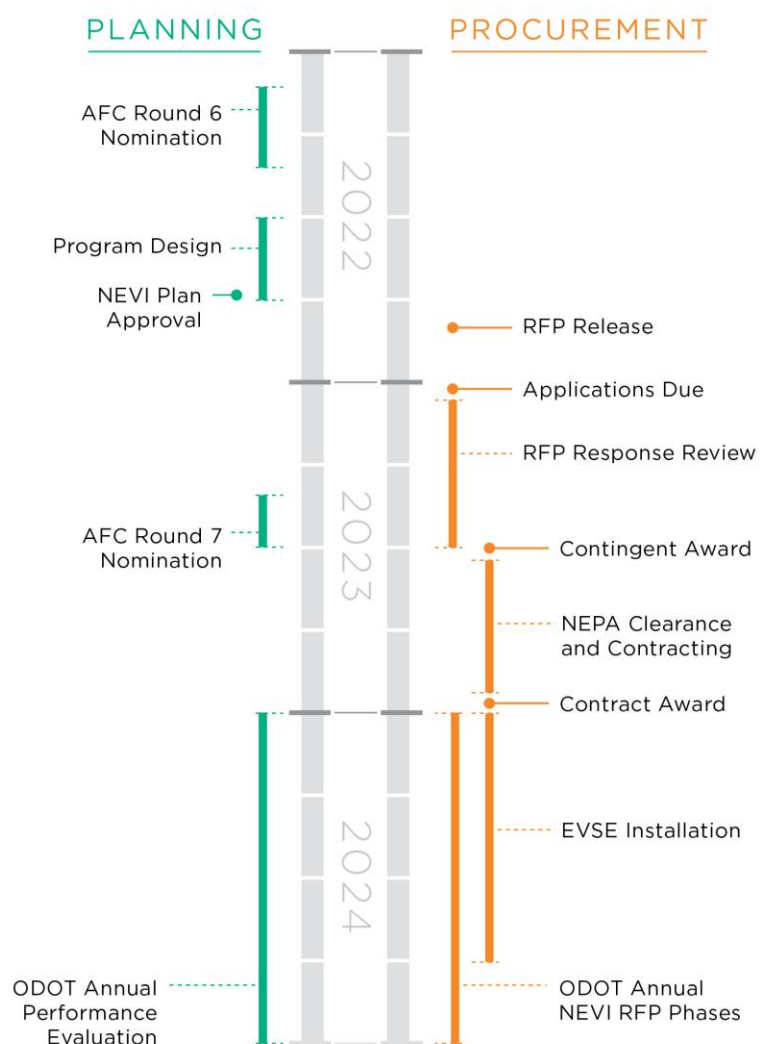 PLANNING
PROCUREMENT
AFC Round 6
Nomination
2022
Program Design
NEVI Plan
Approval
RFP Release
Applications Due
RFP Response Review
2023
AFC Round 7
Nomination
Contingent Award
NEPA Clearance
and Contracting
Contract Award
2024
EVSE Installation
ODOT Annual
Performance
Evaluation
ODOT Annual
NEVI RFP Phases